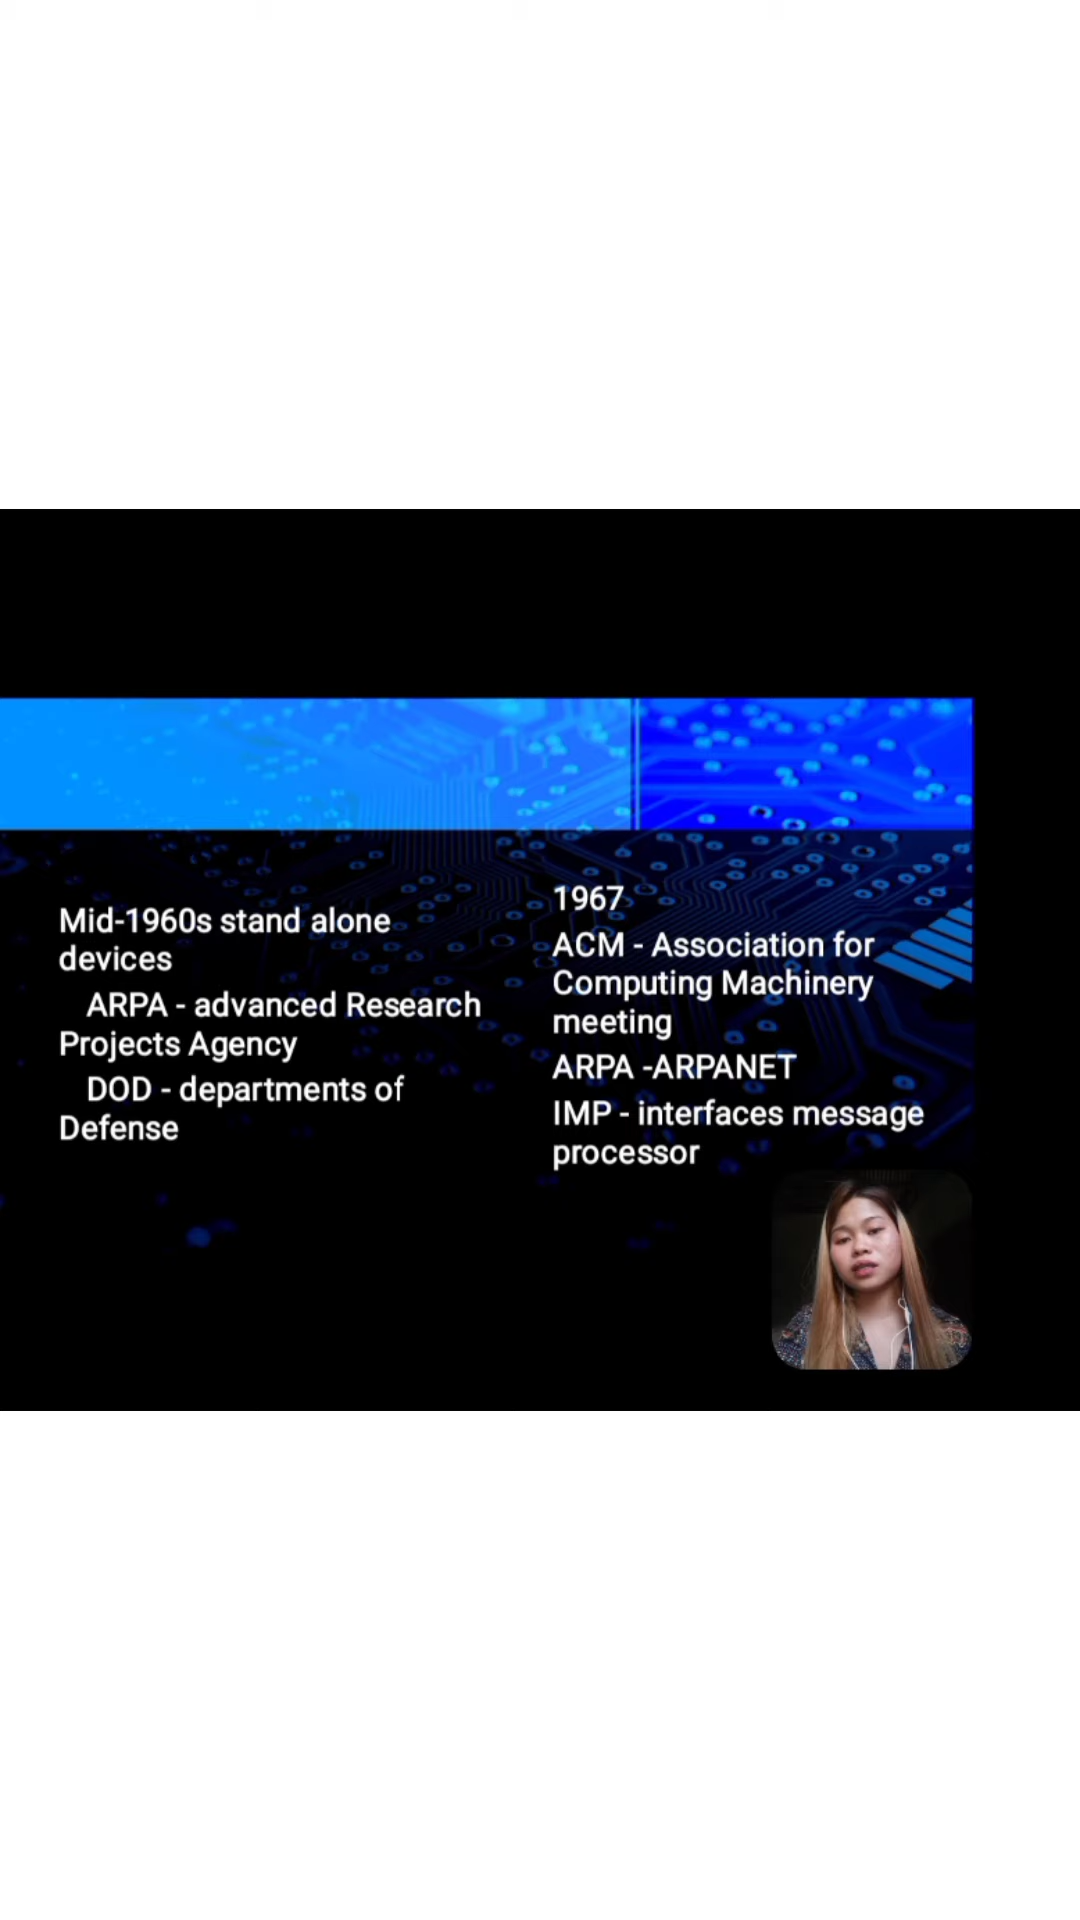 Mid-1960s stand alone
devices
ARPA - advanced Research
Projects Agency
DOD - departments of
Defense
1967
ACM - Association for
Computing Machinery
meeting
ARPA -ARPANET
IMP - interfaces message
processor